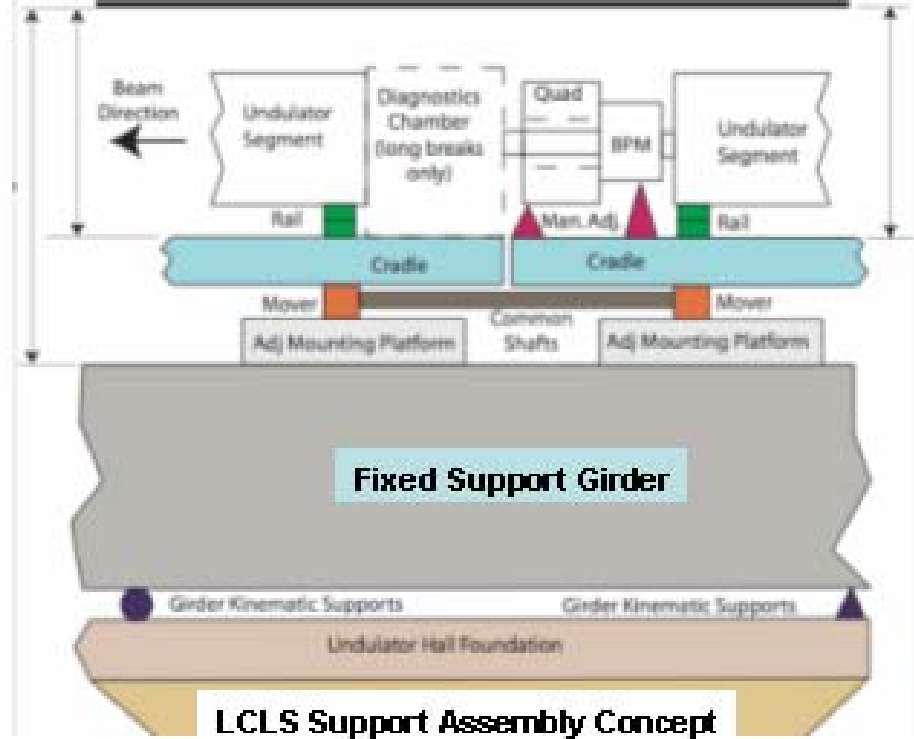 Beam
Direction
Undulator
Segment
Diagnostics
Chamber
(long breaks
only)
Quad
BPM
Undulator
Segment
Rail
Man. Adj.
Rail
Cradle
Cradle
Mover
Mover
Common
Shafts
Adj Mounting Platform
Adj Mounting Platform
Fixed Support Girder
Girder Kinematic Supports
Girder Kinematic Supports
Undulator Hall Foundation
LCLS Support Assembly Concept